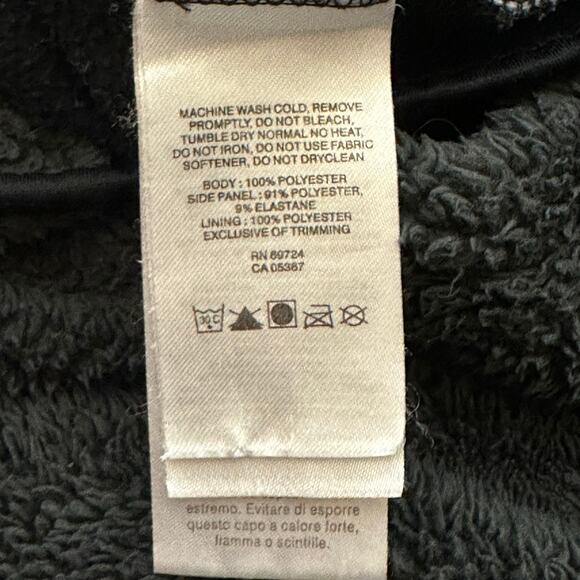 MACHINE WASH COLD, REMOVE
PROMPTLY, DO NOT BLEACH,
TUMBLE DRY NORMAL NO HEAT,
DO NOT IRON, DO NOT USE FABRIC
SOFTENER, DO NOT DRYCLEAN
BODY : 100% POLYESTER
SIDE PANEL : 91% POLYESTER,
9% ELASTANE
LINING : 100% POLYESTER
EXCLUSIVE OF TRIMMING
RN 89724
CA 05367
30 C
estremo. Evitare di esporre
questo capo a calore forte,
fiamma o scintille.